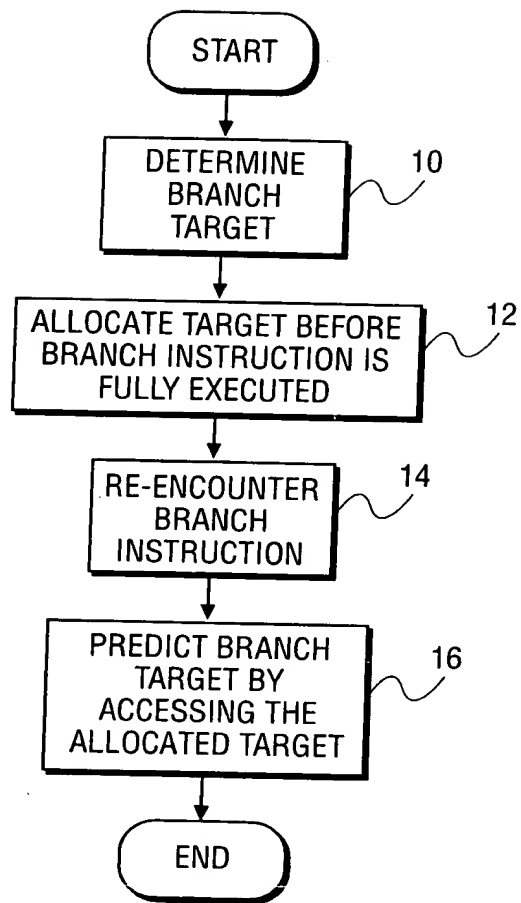 START
DETERMINE
BRANCH
TARGET
10
ALLOCATE TARGET BEFORE
BRANCH INSTRUCTION IS
FULLY EXECUTED
12
RE-ENCOUNTER
BRANCH
INSTRUCTION
14
PREDICT BRANCH
TARGET BY
ACCESSING THE
ALLOCATED TARGET
16
END